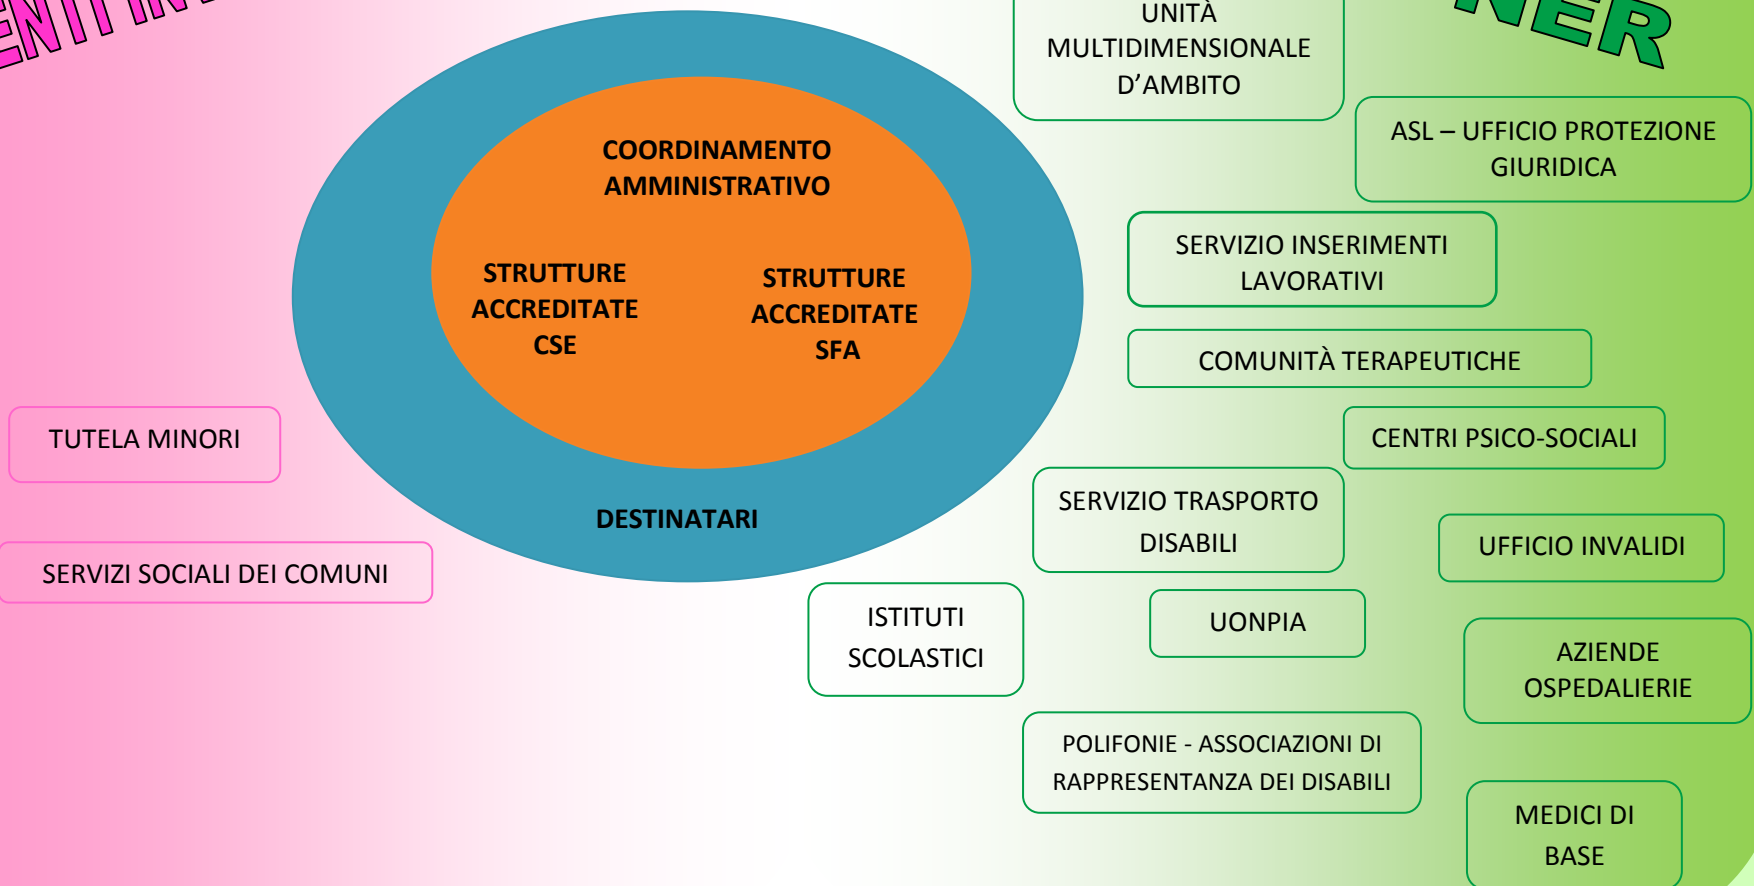 UNITÀ
MULTIDIMENSIONALE
D’AMBITO
ASL – UFFICIO PROTEZIONE
GIURIDICA
COORDINAMENTO
AMMINISTRATIVO
STRUTTURE
ACCREDITATE
CSE
STRUTTURE
ACCREDITATE
SFA
DESTINATARI
SERVIZIO INSERIMENTI
LAVORATIVI
COMUNITÀ TERAPEUTICHE
TUTELA MINORI
CENTRI PSICO-SOCIALI
SERVIZI SOCIALI DEI COMUNI
SERVIZIO TRASPORTO
DISABILI
UFFICIO INVALIDI
ISTITUTI
SCOLASTICI
UONPIA
AZIENDE
OSPEDALIERIE
POLIFONIE - ASSOCIAZIONI DI
RAPPRESENTANZA DEI DISABILI
MEDICI DI
BASE